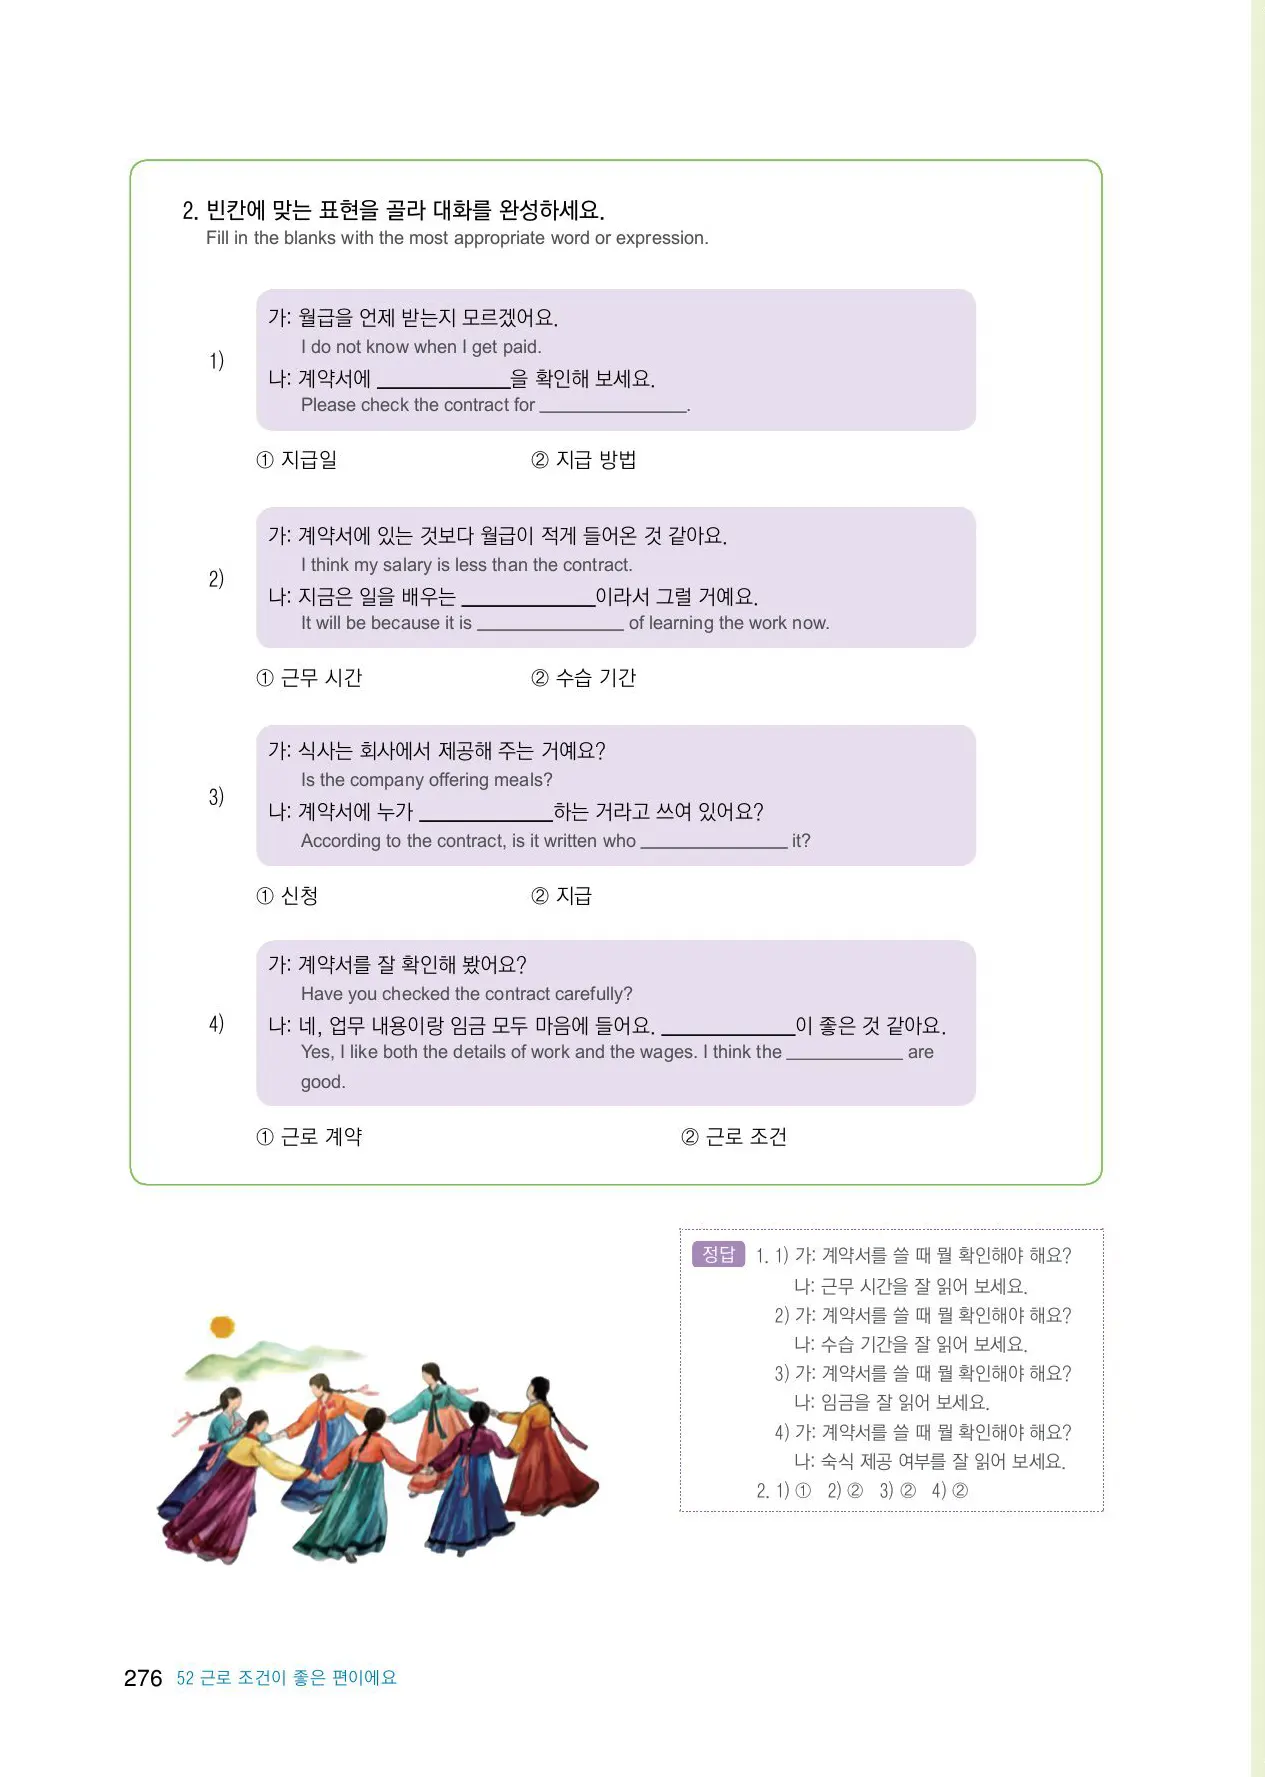 2. 빈칸에 맞는 표현을 골라 대화를 완성하세요.
Fill in the blanks with the most appropriate word or expression.
1)
가: 월급을 언제 받는지 모르겠어요.
I do not know when I get paid.
나: 계약서에 ____________을 확인해 보세요.
Please check the contract for ____________.
① 지급일 ② 지급 방법
2)
가: 계약서에 있는 것보다 월급이 적게 들어온 것 같아요.
I think my salary is less than the contract.
나: 지금은 일을 배우는 ____________이라서 그럴 거예요.
It will be because it is ____________ of learning the work now.
① 근무 시간 ② 수습 기간
3)
가: 식사는 회사에서 제공해 주는 거예요?
Is the company offering meals?
나: 계약서에 누가 ____________하는 거라고 쓰여 있어요?
According to the contract, is it written who ____________ it?
① 신청 ② 지급
4)
가: 계약서를 잘 확인해 봤어요?
Have you checked the contract carefully?
나: 네, 업무 내용이랑 임금 모두 마음에 들어요. ____________이 좋은 것 같아요.
Yes, I like both the details of work and the wages. I think the ____________ are
good.
① 근로 계약 ② 근로 조건
정답 1. 1) 가: 계약서를 쓸 때 뭘 확인해야 해요?
나: 근무 시간을 잘 읽어 보세요.
2) 가: 계약서를 쓸 때 뭘 확인해야 해요?
나: 수습 기간을 잘 읽어 보세요.
3) 가: 계약서를 쓸 때 뭘 확인해야 해요?
나: 임금을 잘 읽어 보세요.
4) 가: 계약서를 쓸 때 뭘 확인해야 해요?
나: 숙식 제공 여부를 잘 읽어 보세요.
2. 1) ① 2) ② 3) ② 4) ②
276 52 근로 조건이 좋은 편이에요